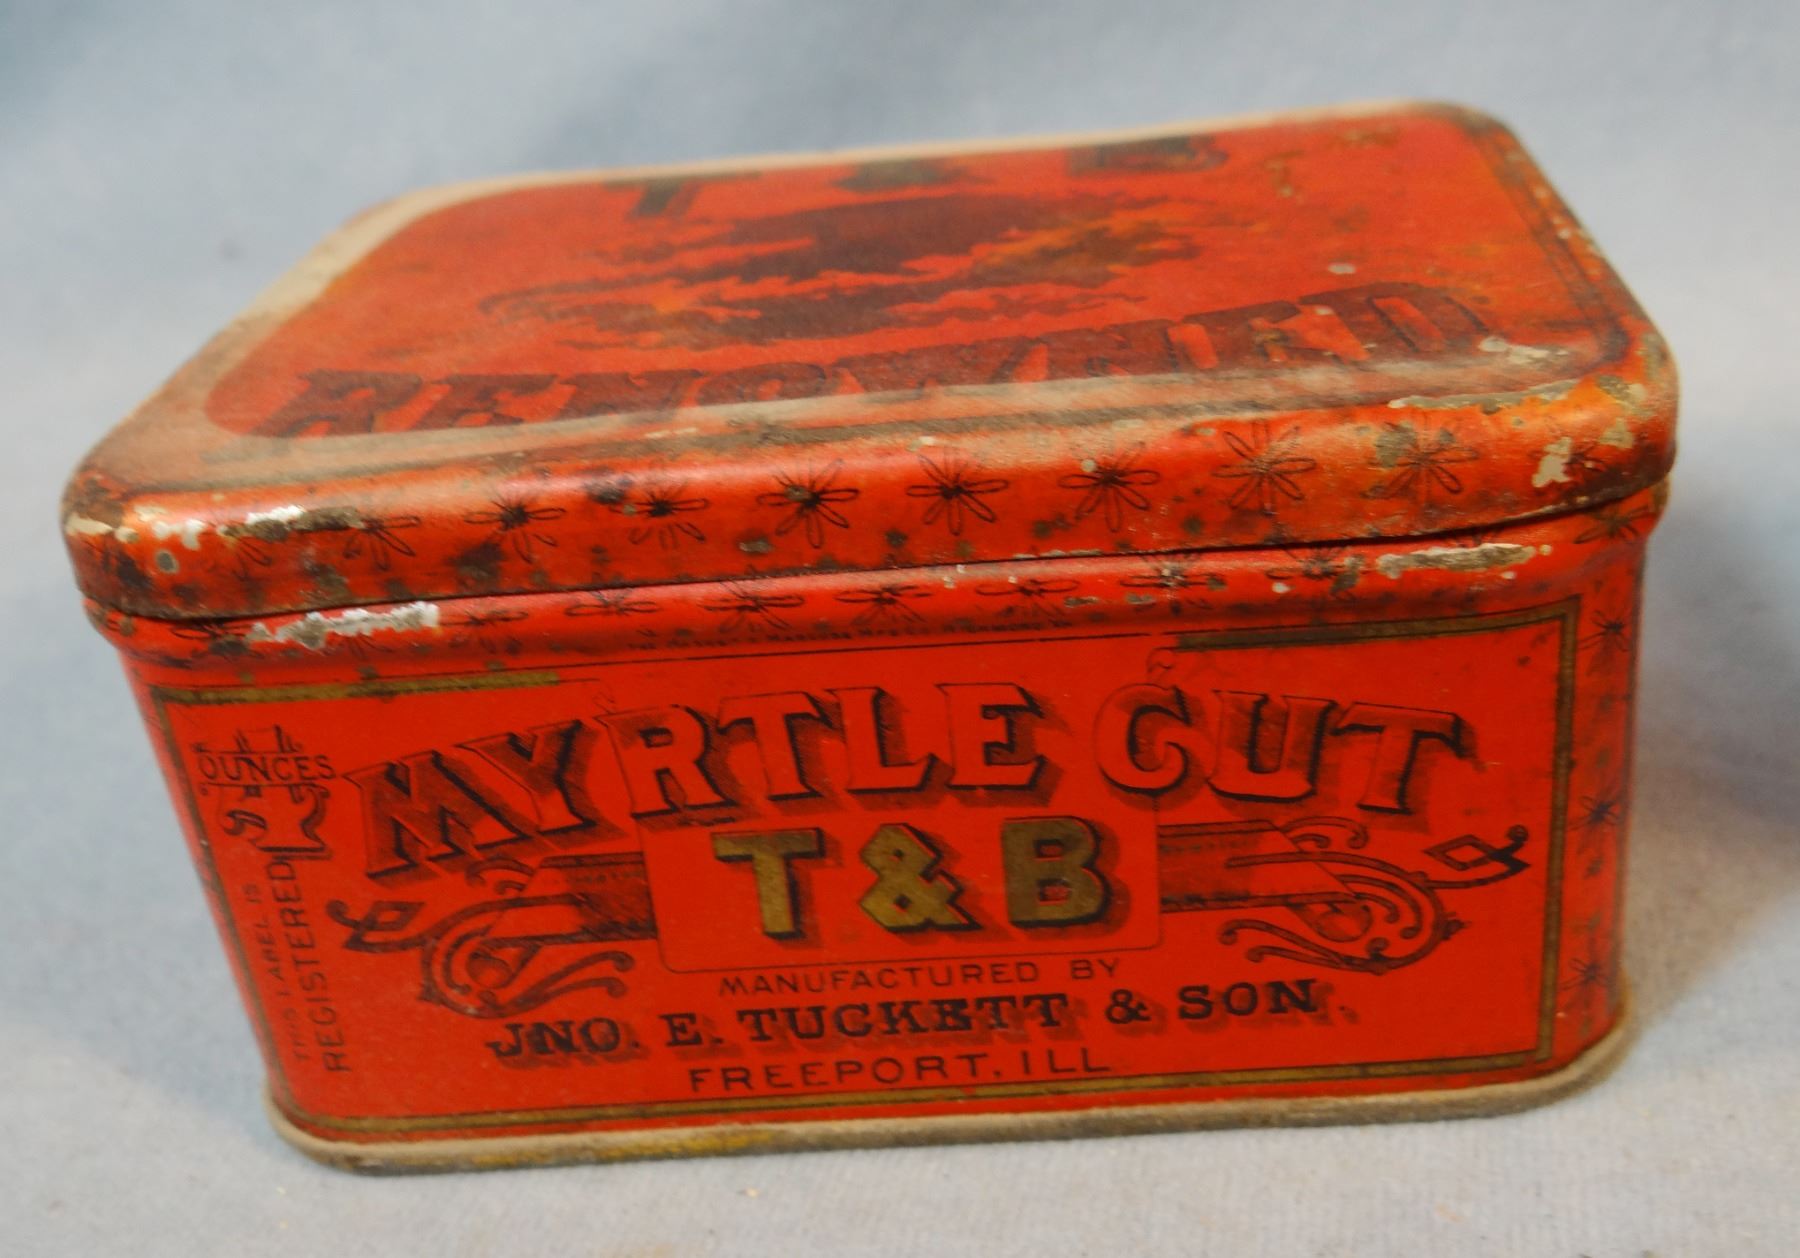 T & B
RENOWNED
MYRTLE CUT
T & B
MANUFACTURED BY
JNO. E. TUCKETT & SON.
FREEPORT, ILL
OUNCES
THIS LABEL IS
REGISTERED